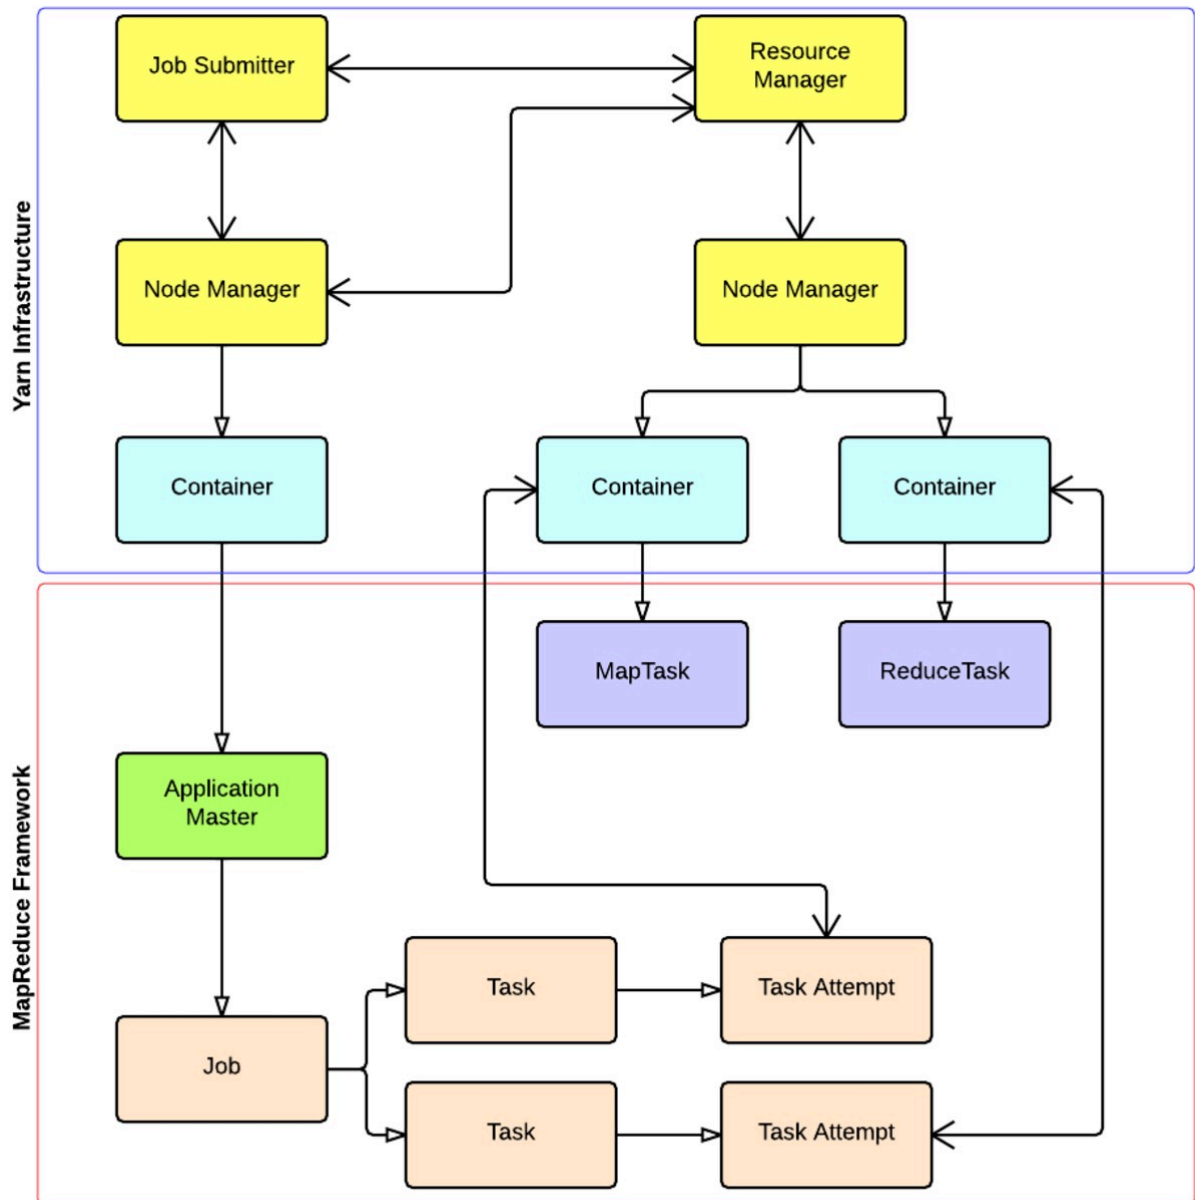 Job Submitter
Resource
Manager
Yarn Infrastructure
Node Manager
Node Manager
Container
Container
Container
MapTask
ReduceTask
MapReduce Framework
Application
Master
Task
Task Attempt
Job
Task
Task Attempt